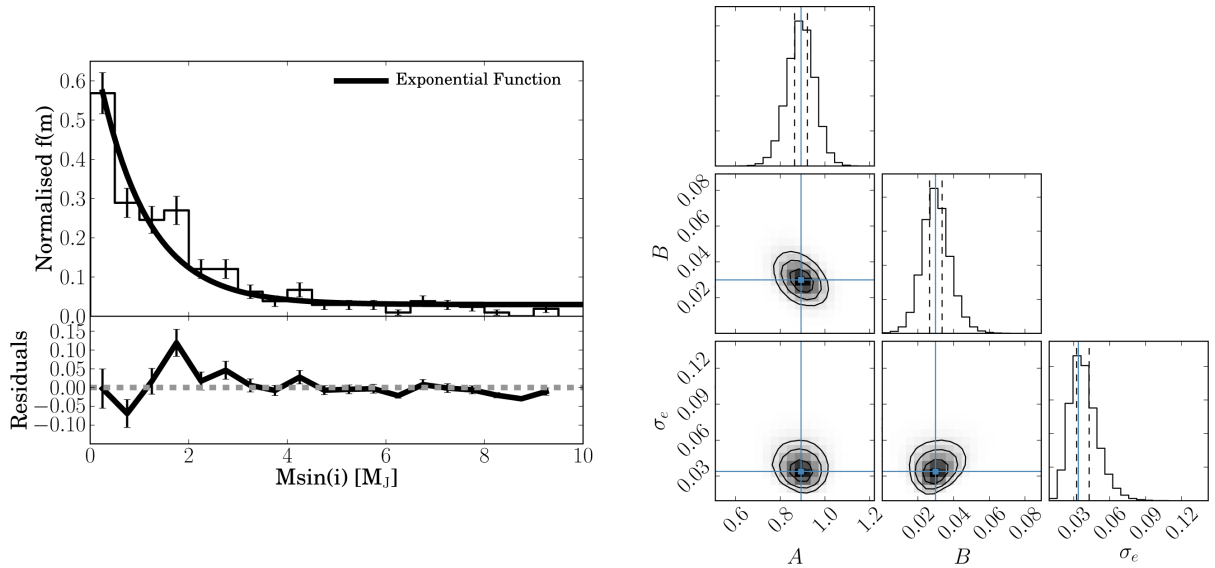 Normalised f(m)
0.6
0.5
0.4
0.3
0.2
0.1
0.0
Exponential Function
Residuals
0.15
0.10
0.05
0.00
−0.05
−0.10
0 2 4 6 8 10
Msin(i) [M_J]
B
0.08
0.06
0.04
0.02
σ_e
0.12
0.09
0.06
0.03
0.6 0.8 1.0 1.2
A
0.02 0.04 0.06 0.08
B
0.03 0.06 0.09 0.12
σ_e